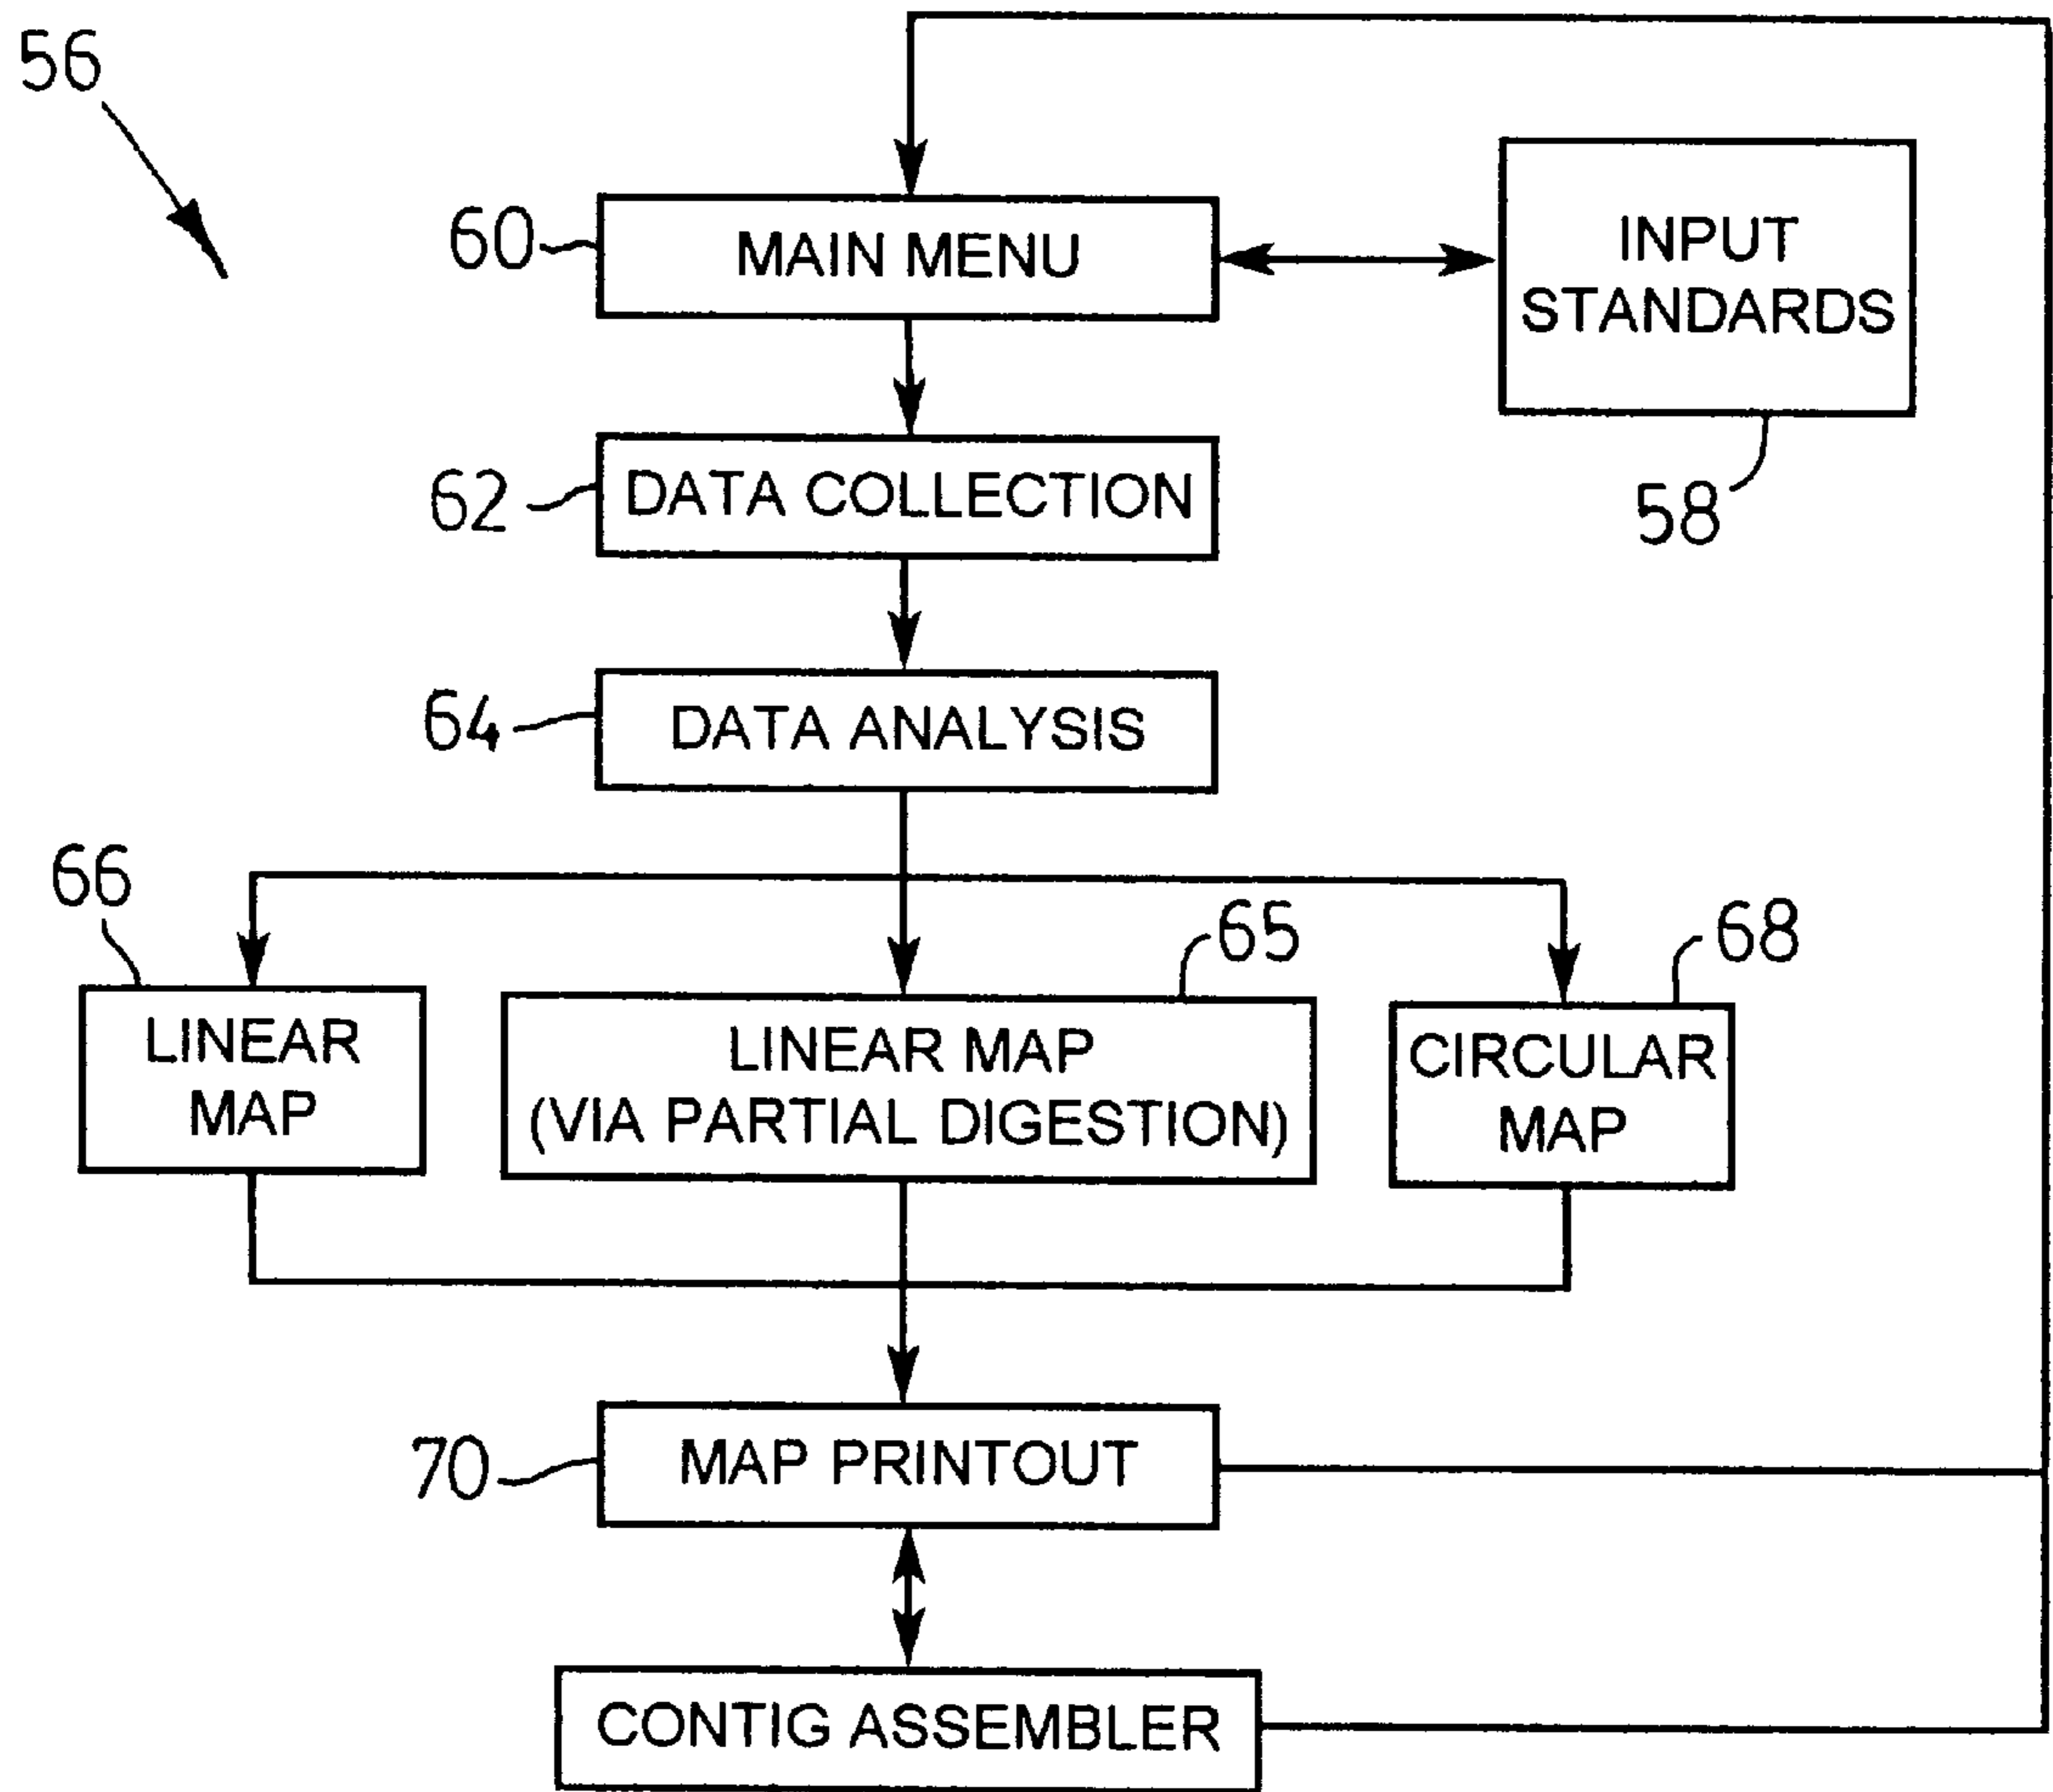 56
60
MAIN MENU
INPUT
STANDARDS
62
DATA COLLECTION
58
64
DATA ANALYSIS
66
65
68
LINEAR
MAP
LINEAR MAP
(VIA PARTIAL DIGESTION)
CIRCULAR
MAP
70
MAP PRINTOUT
CONTIG ASSEMBLER